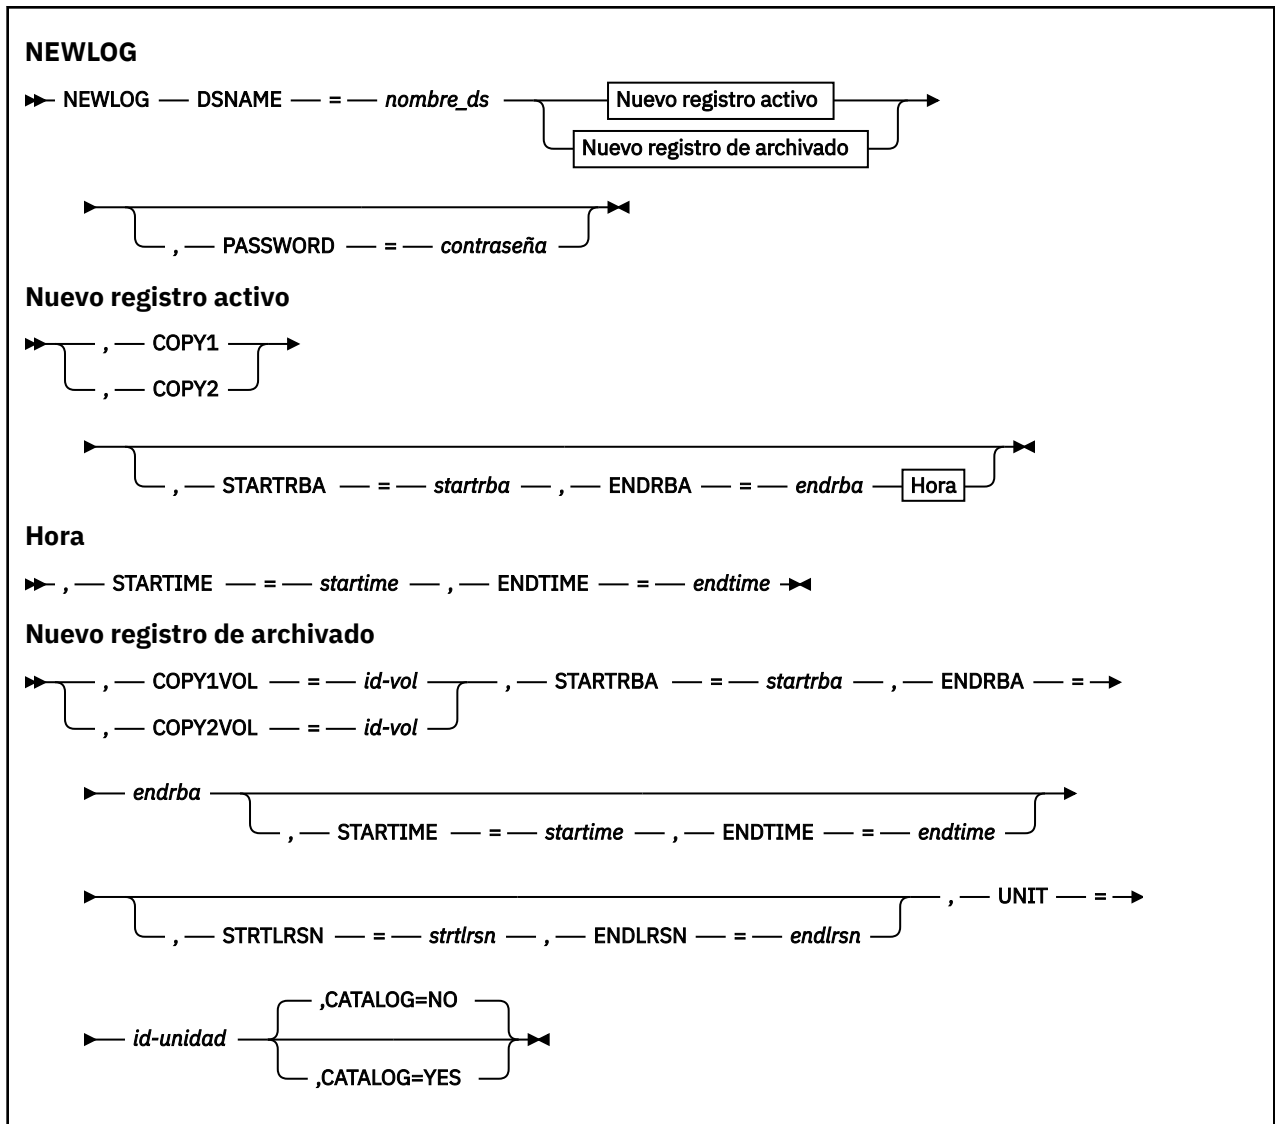 NEWLOG
NEWLOG DSNAME = nombre_ds Nuevo registro activo
Nuevo registro de archivado
, PASSWORD = contraseña
Nuevo registro activo
, COPY1
, COPY2
, STARTRBA = startrba , ENDRBA = endrba Hora
Hora
, STARTIME = startime , ENDTIME = endtime
Nuevo registro de archivado
, COPY1VOL = id-vol , STARTRBA = startrba , ENDRBA =
, COPY2VOL = id-vol
endrba
, STARTIME = startime , ENDTIME = endtime
, UNIT =
, STRTLRSN = strtlrsn , ENDLRSN = endlrsn
,CATALOG=NO
id-unidad
,CATALOG=YES